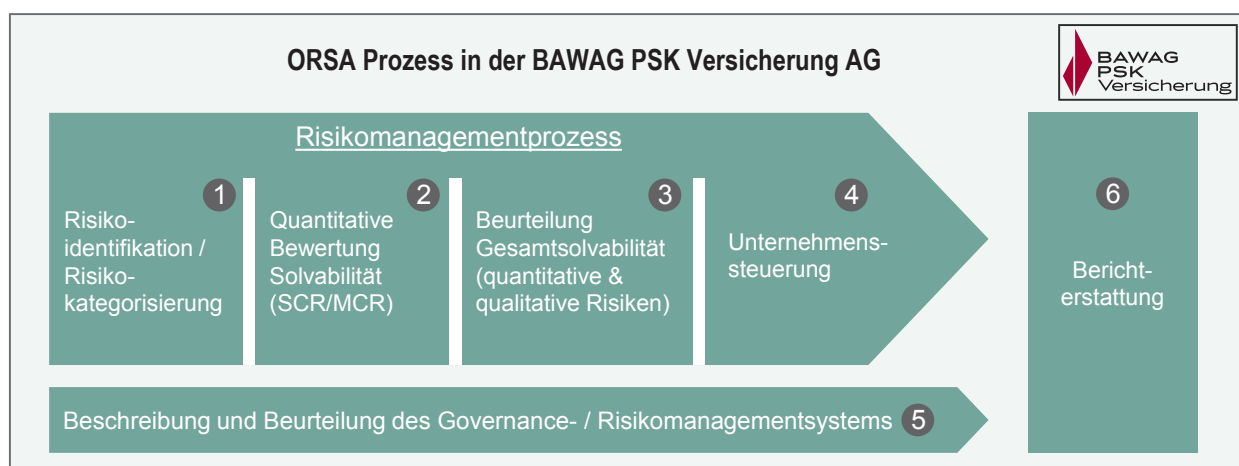 ORSA Prozess in der BAWAG PSK Versicherung AG
BAWAG
PSK
Versicherung
Risikomanagementprozess
1
Risiko-
identifikation /
Risiko-
kategorisierung
2
Quantitative
Bewertung
Solvabilität
(SCR/MCR)
3
Beurteilung
Gesamtsolvabilität
(quantitative &
qualitative Risiken)
4
Unternehmens-
steuerung
6
Bericht-
erstattung
Beschreibung und Beurteilung des Governance- / Risikomanagementsystems 5